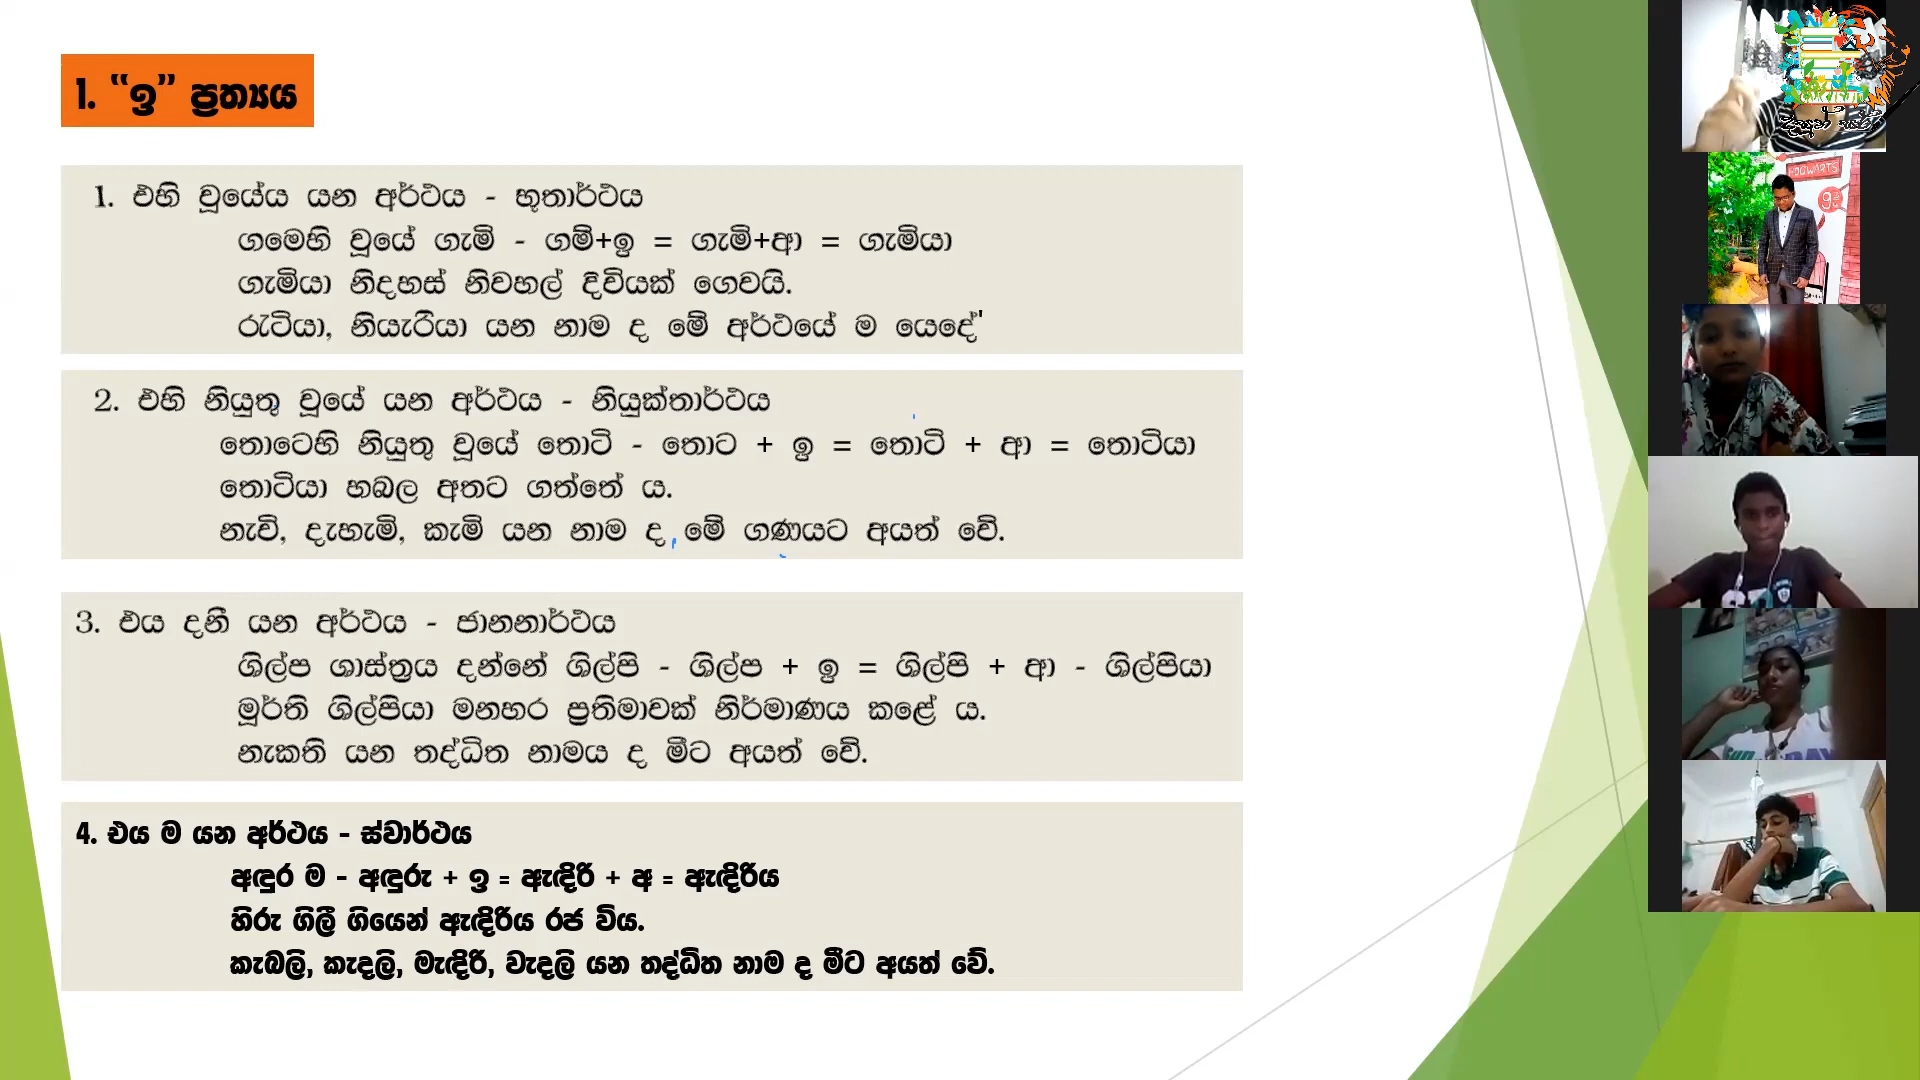 1. “ඉ” ප්‍රත්‍යය
1. එහි වූයේය යන අර්ථය - භූතාර්ථය
ගමෙහි වූයේ ගැමි - ගම්+ඉ = ගැමි+ආ = ගැමියා
ගැමියා නිදහස් නිවහල් දිවියක් ගෙවයි.
රැටියා, නියැරියා යන නාම ද මේ අර්ථයේ ම යෙදේ'
2. එහි නියුතු වූයේ යන අර්ථය - නියුක්තාර්ථය
තොටෙහි නියුතු වූයේ තොටි - තොට + ඉ = තොටි + ආ = තොටියා
තොටියා හබල අතට ගත්තේ ය.
නැවි, දැහැමි, කැමි යන නාම ද මේ ගණයට අයත් වේ.
3. එය දනී යන අර්ථය - ජානනාර්ථය
ශිල්ප ශාස්ත්‍රය දන්නේ ශිල්පි - ශිල්ප + ඉ = ශිල්පි + ආ - ශිල්පියා
මූර්ති ශිල්පියා මනහර ප්‍රතිමාවක් නිර්මාණය කළේ ය.
නැකති යන තද්ධිත නාමය ද මීට අයත් වේ.
4. එය ම යන අර්ථය - ස්වාර්ථය
අඳුර ම - අඳුරු + ඉ = ඇඳිරි + අ = ඇඳිරිය
හිරු ගිලී ගියෙන් ඇඳිරිය රජ විය.
කැබලි, කැදලි, මැඳිරි, වැදලි යන තද්ධිත නාම ද මීට අයත් වේ.
HOGWARTS